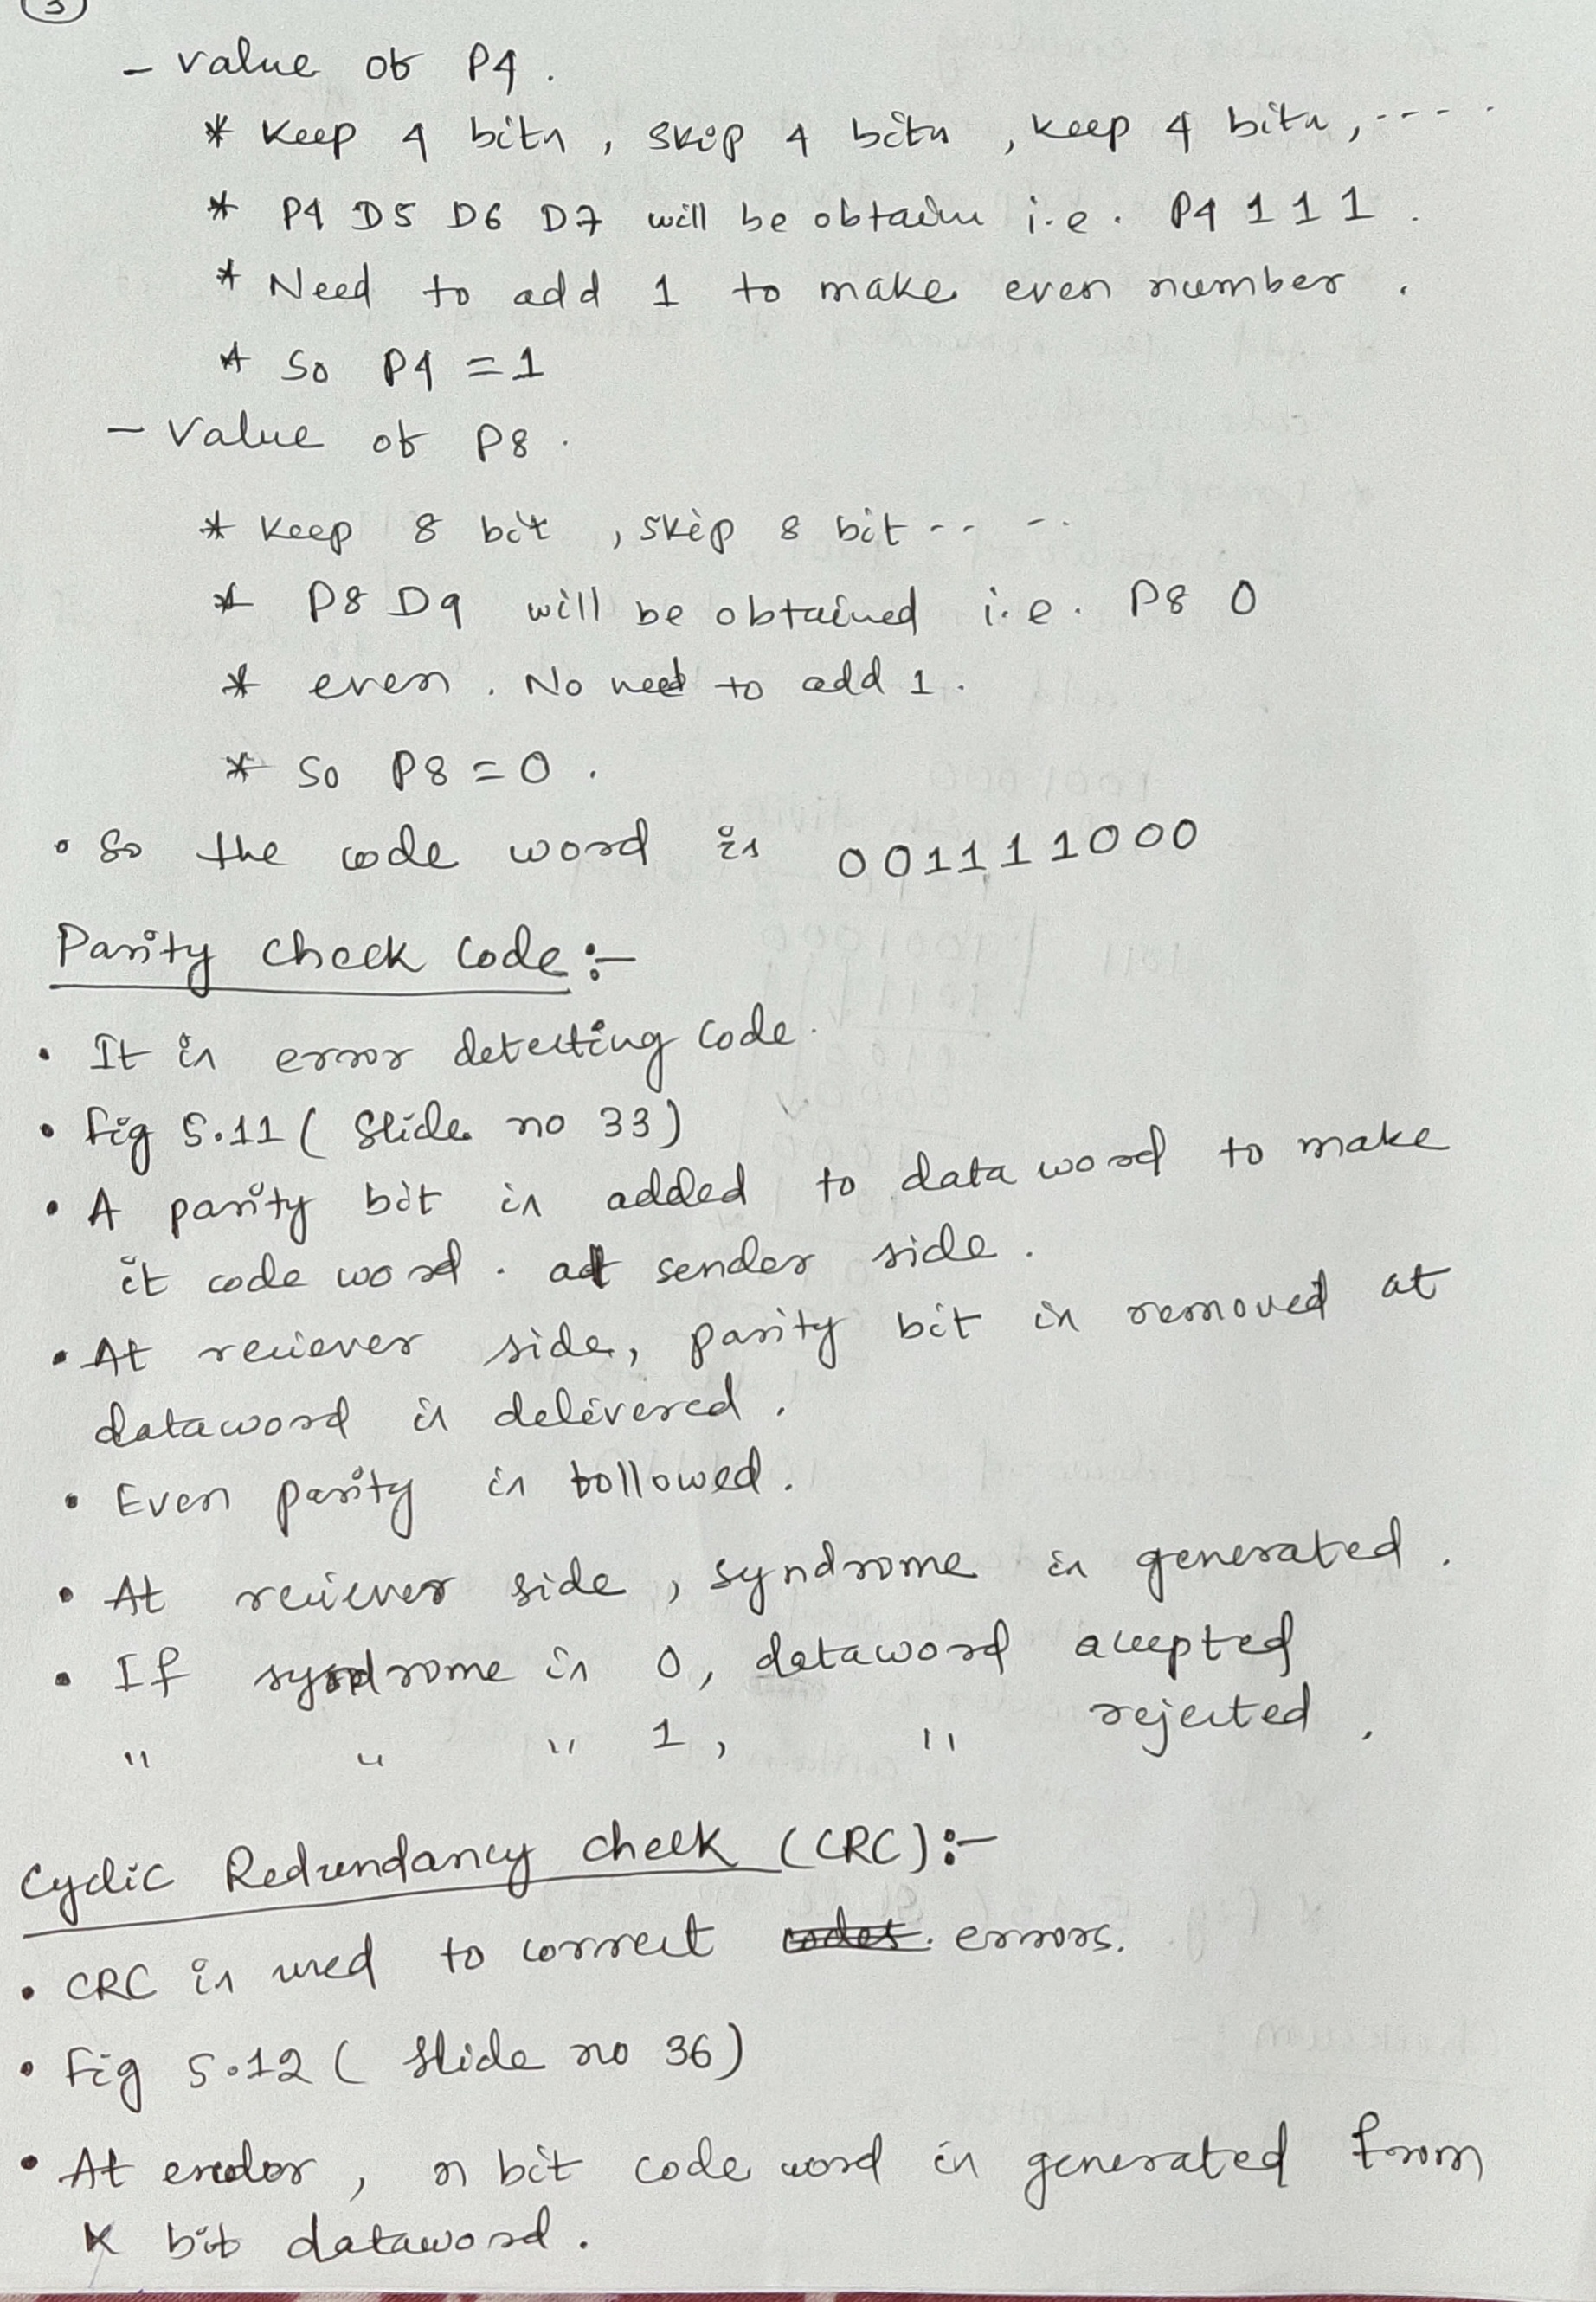 3
- value of P4.
* Keep 4 bits, skip 4 bits, keep 4 bits, ----
* P4 D5 D6 D7 will be obtain i.e. P4 1 1 1.
* Need to add 1 to make even number.
* So P4 = 1
- Value of P8.
* Keep 8 bit, skip 8 bit -- --
* P8 D9 will be obtained i.e. P8 0
* even. No need to add 1.
* So P8 = 0.
• So the code word is 001111000
Parity Check Code :-
• It is error detecting code.
• Fig 5.11 ( Slide no 33)
• A parity bit is added to data word to make
it code word. at sender side.
• At reciever side, parity bit is removed at
dataword is delivered.
• Even parity is followed.
• At reciever side, syndrome is generated.
• If syndrome is 0, dataword accepted
" " " 1, " rejected.
Cyclic Redundancy Check (CRC) :-
• CRC is used to correct codes. errors.
• Fig 5.12 ( Slide no 36)
• At encoder, n bit code word is generated from
K bit dataword.